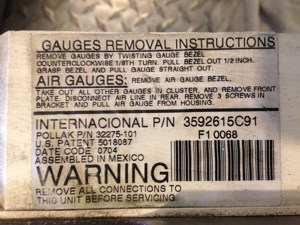 GAUGES REMOVAL INSTRUCTIONS
REMOVE GAUGES BY TWISTING GAUGE BEZEL
COUNTERCLOCKWISE 1/8TH TURN. PULL BEZEL OUT 1/2 INCH.
GRASP BEZEL AND PULL GAUGE STRAIGHT OUT.
AIR GAUGES: REMOVE AIR GAUGE BEZEL.
TAKE OUT ALL OTHER GAUGES IN CLUSTER, AND REMOVE FRONT
PLATE. DISCONNECT AIR LINE IN REAR. REMOVE 3 SCREWS IN
BRACKET AND PULL AIR GAUGE FROM HOUSING.
INTERNACIONAL P/N 3592615C91
POLLAK P/N 32275-101 F10068
U.S. PATENT 5018087
DATE CODE 0704
ASSEMBLED IN MEXICO
WARNING
REMOVE ALL CONNECTIONS TO
THIS UNIT BEFORE SERVICING